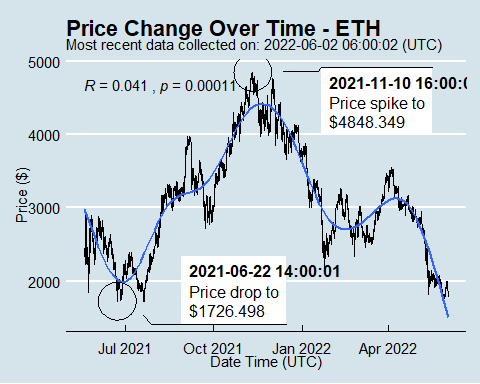 Price Change Over Time - ETH
Most recent data collected on: 2022-06-02 06:00:02 (UTC)
5000
R = 0.041 , p = 0.00011
2021-11-10 16:00:0
Price spike to
$4848.349
4000
Price ($)
3000
2021-06-22 14:00:01
Price drop to
$1726.498
2000
Jul 2021
Oct 2021
Jan 2022
Apr 2022
Date Time (UTC)